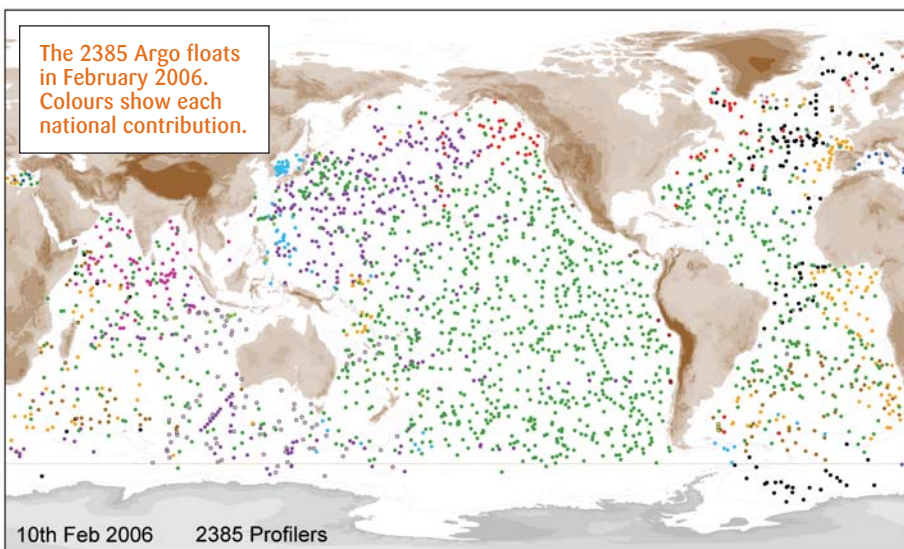 The 2385 Argo floats
in February 2006.
Colours show each
national contribution.
10th Feb 2006 2385 Profilers